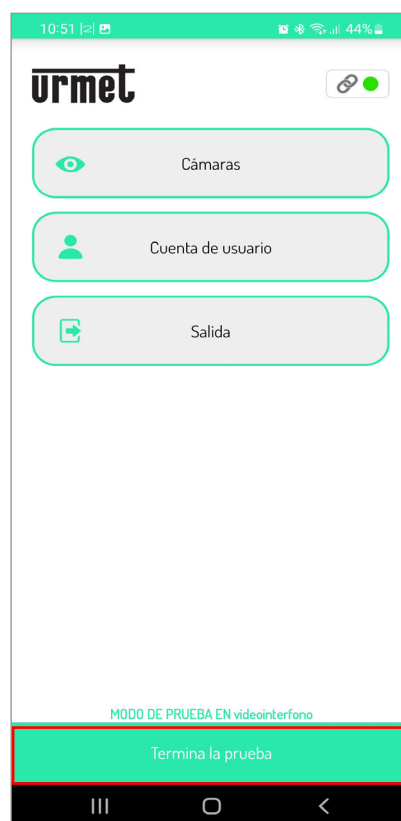 10:51 44%
urmet
Cámaras
Cuenta de usuario
Salida
MODO DE PRUEBA EN videointerfono
Termina la prueba